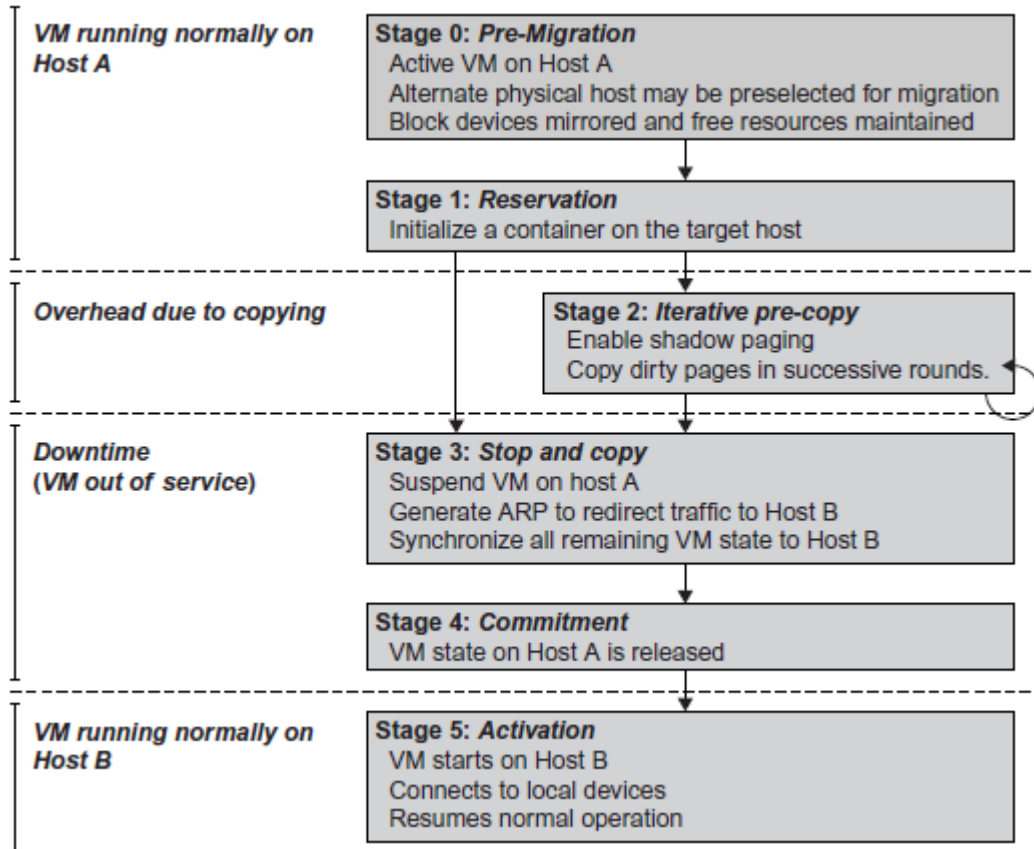 VM running normally on
Host A
Stage 0: Pre-Migration
Active VM on Host A
Alternate physical host may be preselected for migration
Block devices mirrored and free resources maintained
Stage 1: Reservation
Initialize a container on the target host
Overhead due to copying
Stage 2: Iterative pre-copy
Enable shadow paging
Copy dirty pages in successive rounds.
Downtime
(VM out of service)
Stage 3: Stop and copy
Suspend VM on host A
Generate ARP to redirect traffic to Host B
Synchronize all remaining VM state to Host B
Stage 4: Commitment
VM state on Host A is released
VM running normally on
Host B
Stage 5: Activation
VM starts on Host B
Connects to local devices
Resumes normal operation